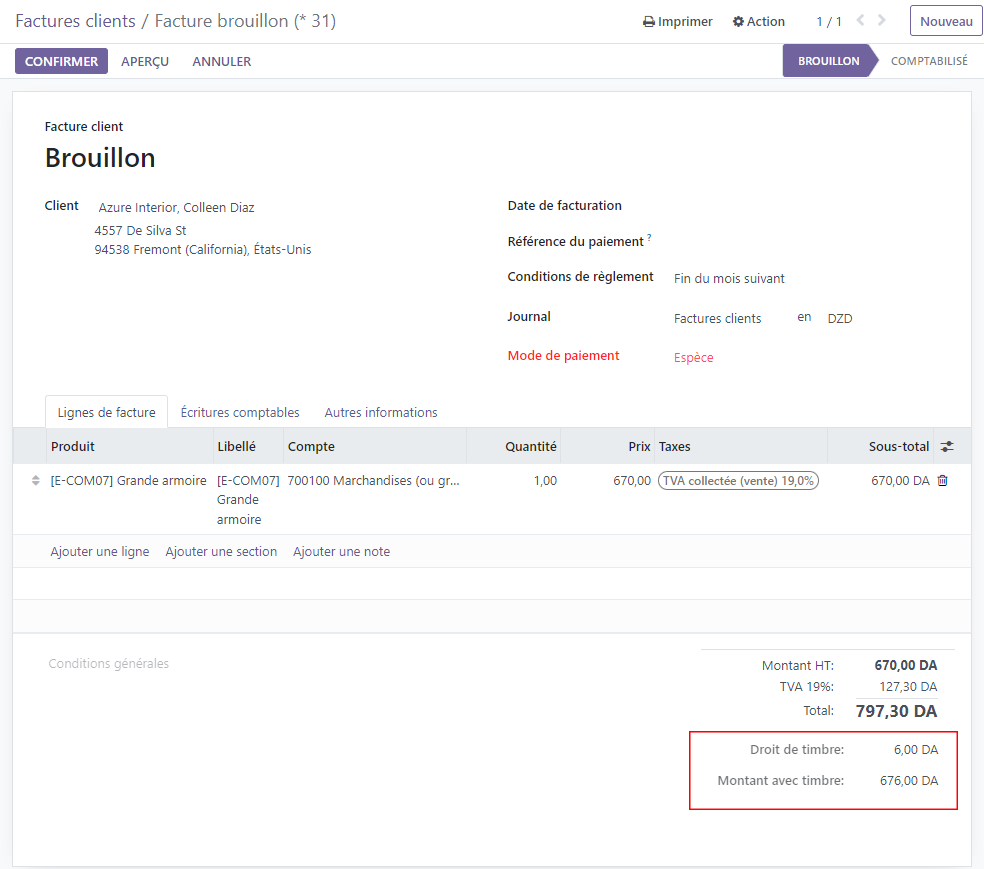 Factures clients / Facture brouillon (* 31)
Imprimer Action 1 / 1 Nouveau
CONFIRMER APERÇU ANNULER BROUILLON COMPTABILISÉ
Facture client
Brouillon
Client Azure Interior, Colleen Diaz
4557 De Silva St
94538 Fremont (California), États-Unis
Date de facturation
Référence du paiement ?
Conditions de règlement Fin du mois suivant
Journal Factures clients en DZD
Mode de paiement Espèce
Lignes de facture Écritures comptables Autres informations
Produit Libellé Compte Quantité Prix Taxes Sous-total
[E-COM07] Grande armoire [E-COM07] 700100 Marchandises (ou gr... 1,00 670,00 TVA collectée (vente) 19,0% 670,00 DA
Grande
armoire
Ajouter une ligne Ajouter une section Ajouter une note
Conditions générales
Montant HT: 670,00 DA
TVA 19%: 127,30 DA
Total: 797,30 DA
Droit de timbre: 6,00 DA
Montant avec timbre: 676,00 DA